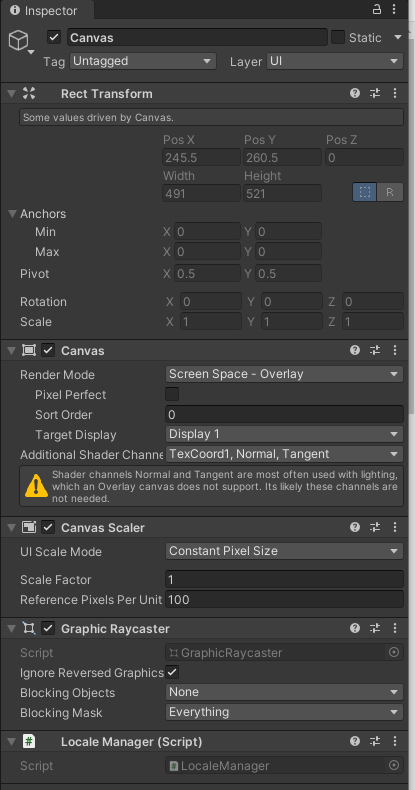 Inspector
Canvas Static
Tag Untagged Layer UI
Rect Transform
Some values driven by Canvas.
Pos X Pos Y Pos Z
245.5 260.5 0
Width Height
491 521 R
Anchors
Min X 0 Y 0
Max X 0 Y 0
Pivot X 0.5 Y 0.5
Rotation X 0 Y 0 Z 0
Scale X 1 Y 1 Z 1
Canvas
Render Mode Screen Space - Overlay
Pixel Perfect
Sort Order 0
Target Display Display 1
Additional Shader Channe TexCoord1, Normal, Tangent
Shader channels Normal and Tangent are most often used with lighting,
which an Overlay canvas does not support. Its likely these channels are
not needed.
Canvas Scaler
UI Scale Mode Constant Pixel Size
Scale Factor 1
Reference Pixels Per Unit 100
Graphic Raycaster
Script GraphicRaycaster
Ignore Reversed Graphics
Blocking Objects None
Blocking Mask Everything
# Locale Manager (Script)
Script # LocaleManager